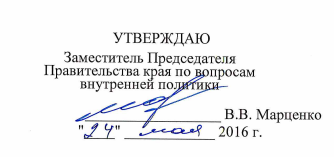 УТВЕРЖДАЮ
Заместитель Председателя
Правительства края по вопросам
внутренней политики
В.В. Марценко
"24" мая 2016 г.